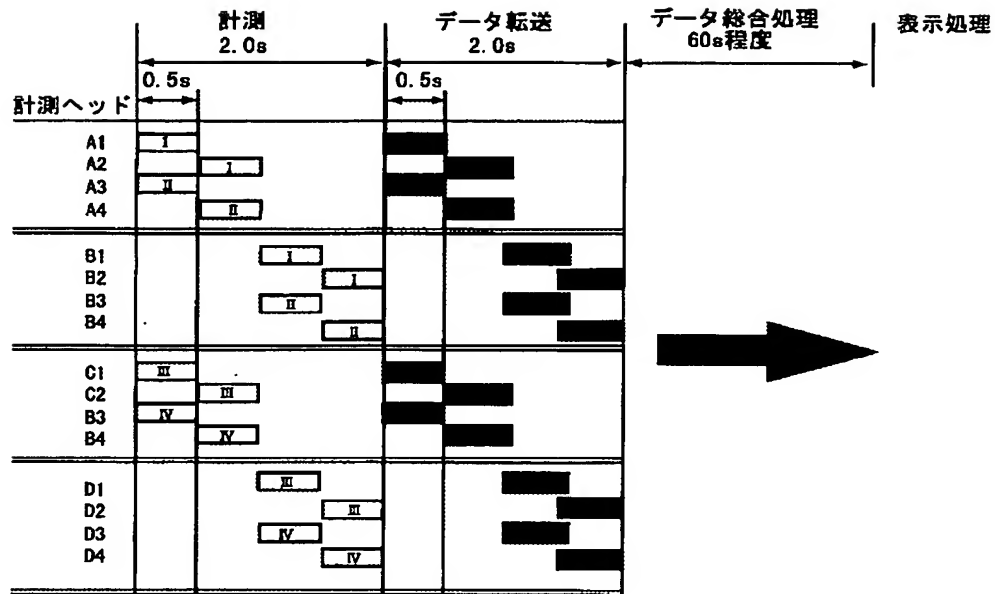 計測
2.0s
データ転送
2.0s
データ総合処理
60s程度
表示処理
0.5s
0.5s
計測ヘッド
A1 I
A2 I
A3 II
A4 II
B1 I
B2 I
B3 II
B4 II
C1 III
C2 III
B3 IV
B4 IV
D1 III
D2 III
D3 IV
D4 IV